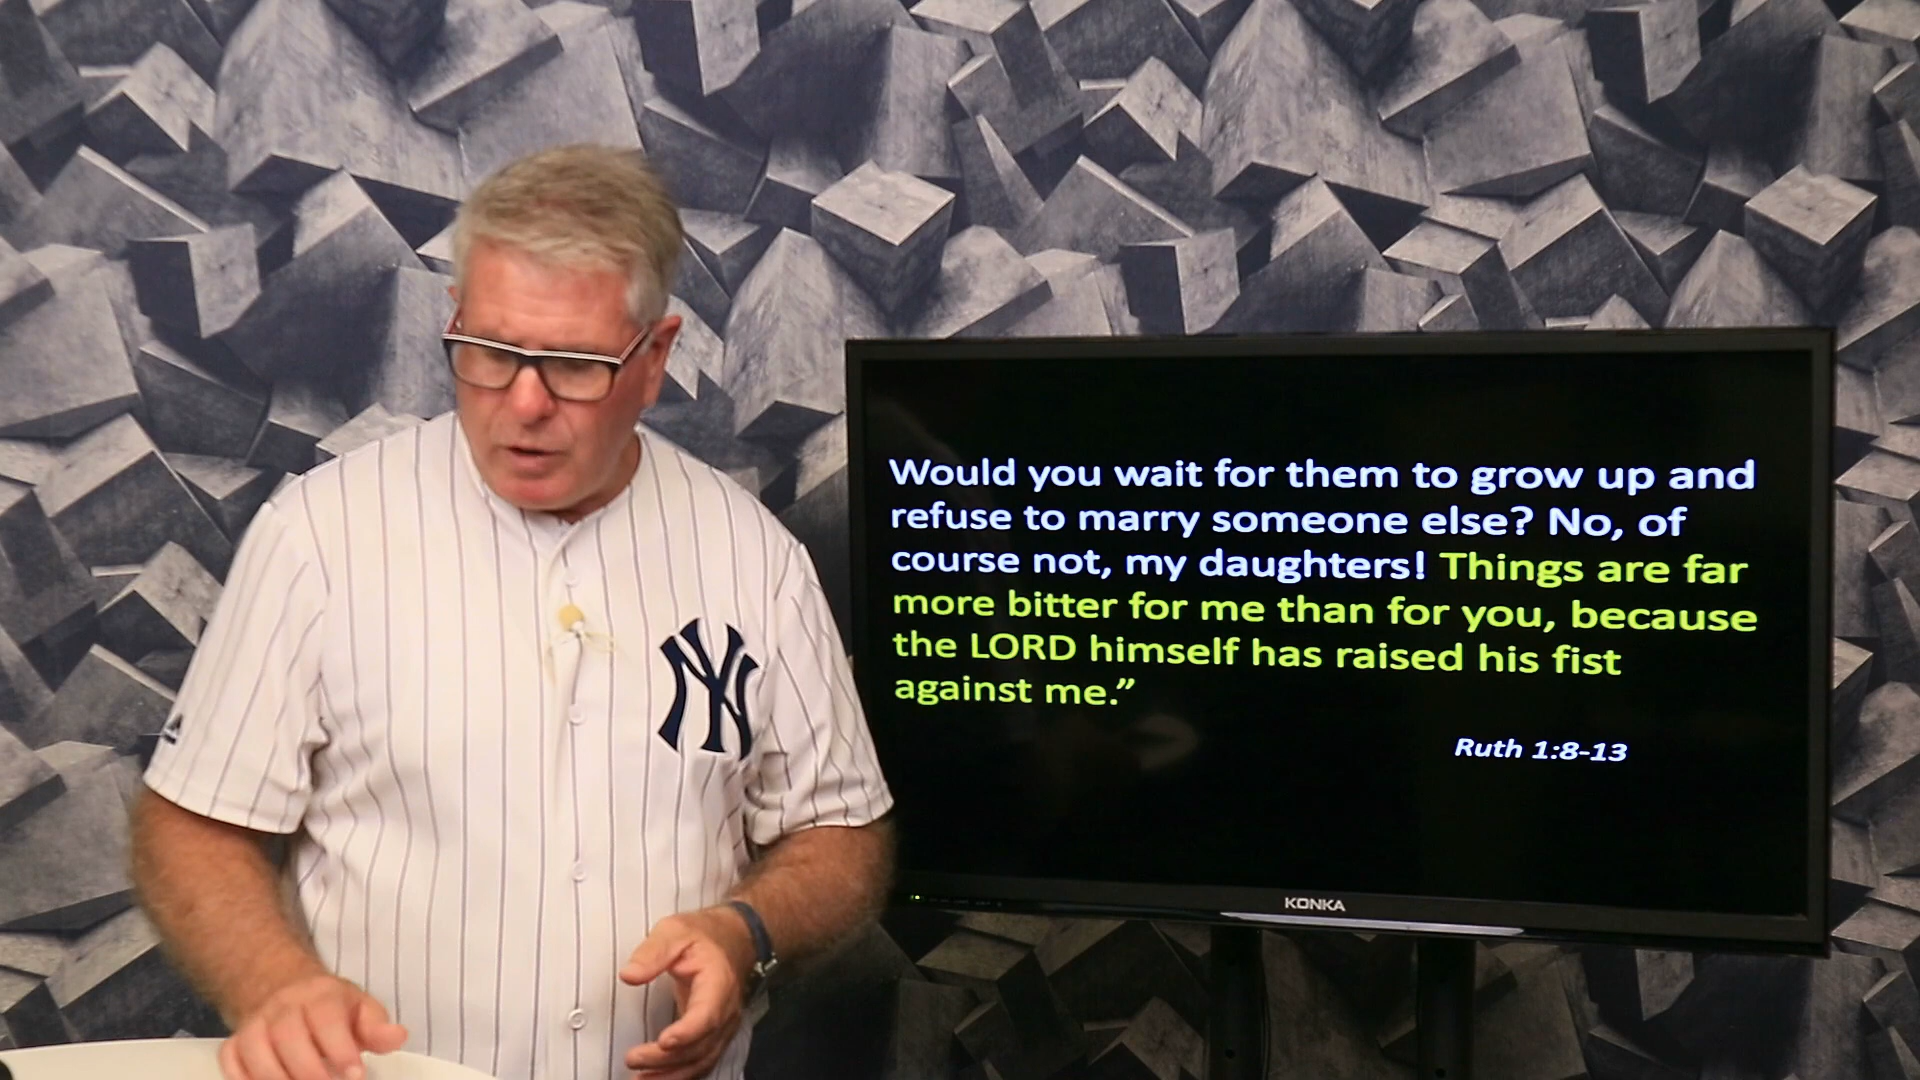 NY
Would you wait for them to grow up and
refuse to marry someone else? No, of
course not, my daughters! Things are far
more bitter for me than for you, because
the LORD himself has raised his fist
against me.”
Ruth 1:8-13
KONKA